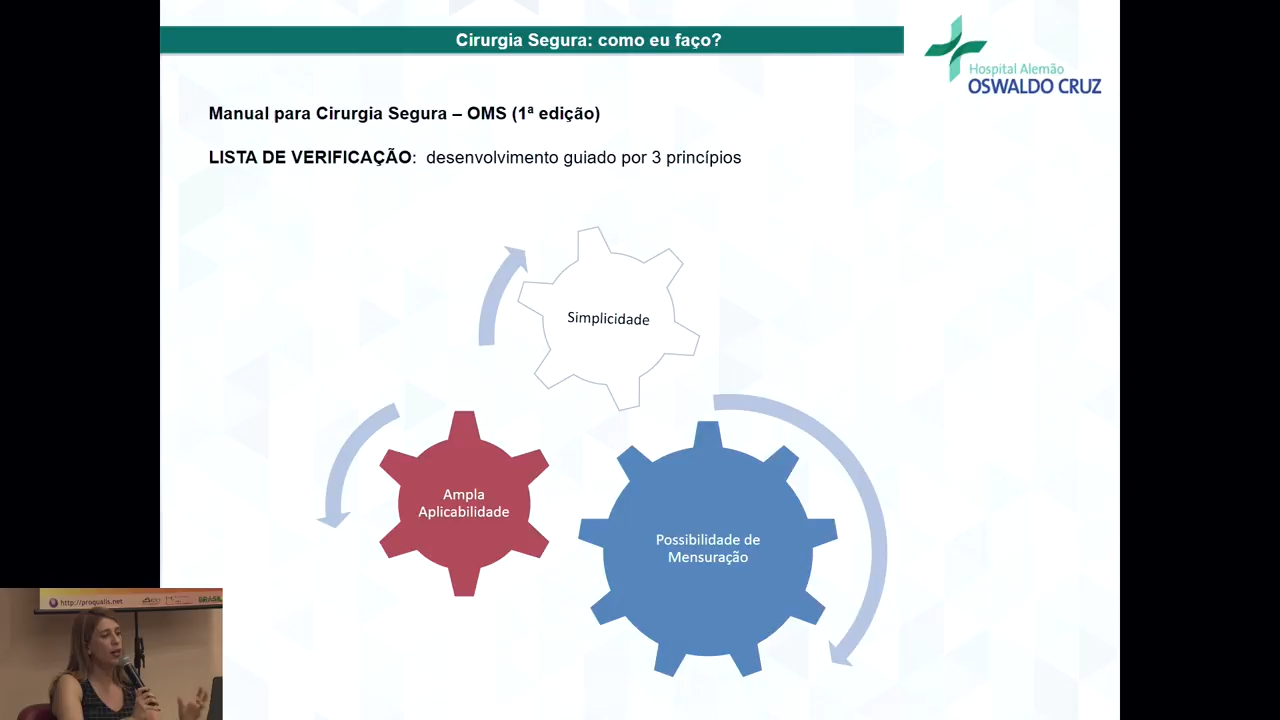 Cirurgia Segura: como eu faço?
Hospital Alemão
OSWALDO CRUZ
Manual para Cirurgia Segura – OMS (1ª edição)
LISTA DE VERIFICAÇÃO: desenvolvimento guiado por 3 princípios
Simplicidade
Ampla
Aplicabilidade
Possibilidade de
Mensuração
http://proqualis.net
BRASIL